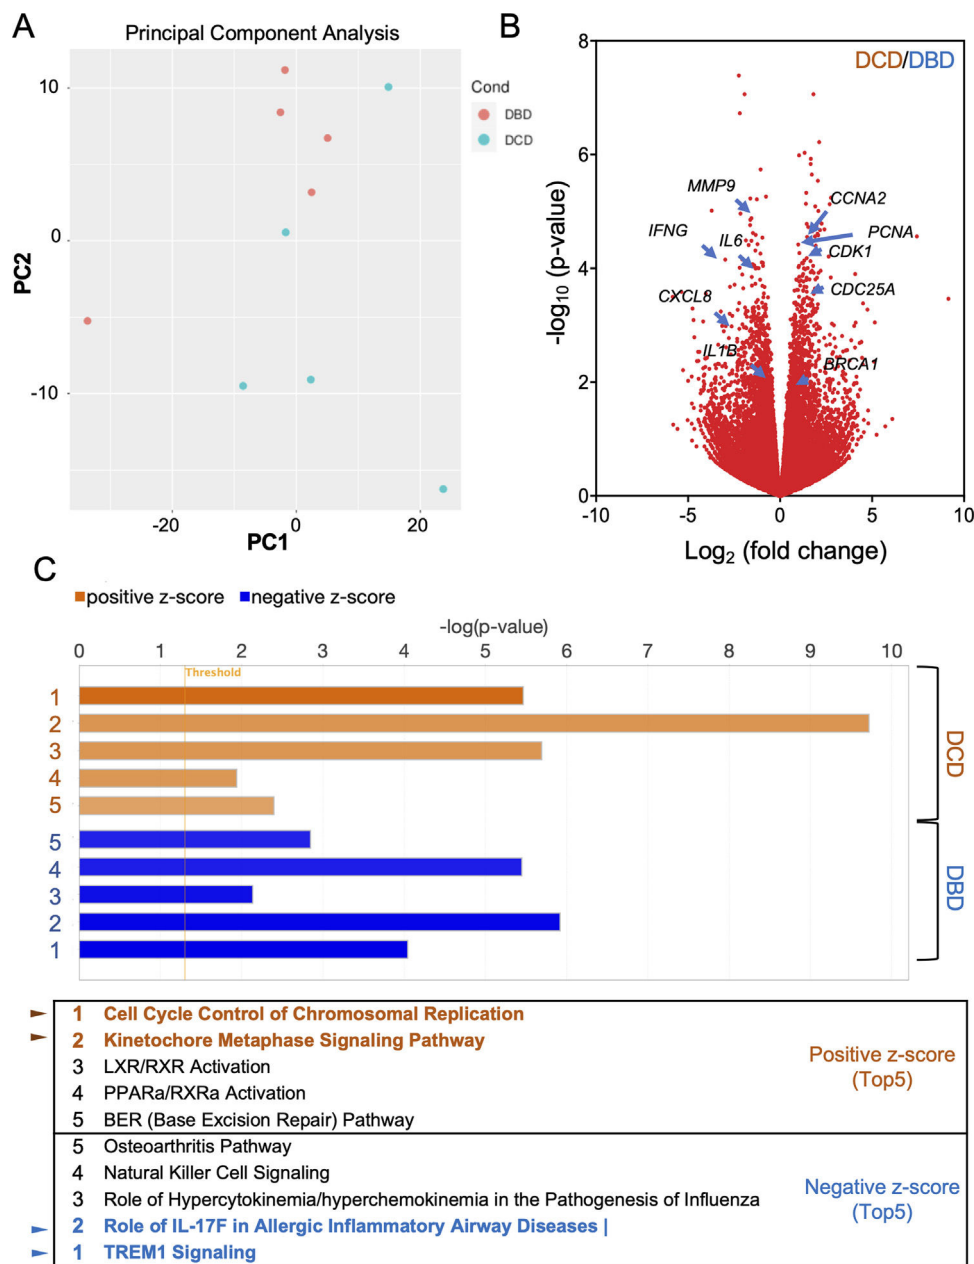 A
Principal Component Analysis
10
0
-10
PC2
-20
0
20
PC1
Cond
DBD
DCD
B
DCD/DBD
8
6
4
2
0
-log10 (p-value)
MMP9
IFNG
IL6
CXCL8
IL1B
CCNA2
PCNA
CDK1
CDC25A
BRCA1
-10
-5
0
5
10
Log2 (fold change)
C
positive z-score negative z-score
-log(p-value)
0 1 2 3 4 5 6 7 8 9 10
Threshold
1
2
3
4
5
5
4
3
2
1
DCD
DBD
1 Cell Cycle Control of Chromosomal Replication
2 Kinetochore Metaphase Signaling Pathway
3 LXR/RXR Activation
4 PPARa/RXRa Activation
5 BER (Base Excision Repair) Pathway
Positive z-score
(Top5)
5 Osteoarthritis Pathway
4 Natural Killer Cell Signaling
3 Role of Hypercytokinemia/hyperchemokinemia in the Pathogenesis of Influenza
2 Role of IL-17F in Allergic Inflammatory Airway Diseases |
1 TREM1 Signaling
Negative z-score
(Top5)